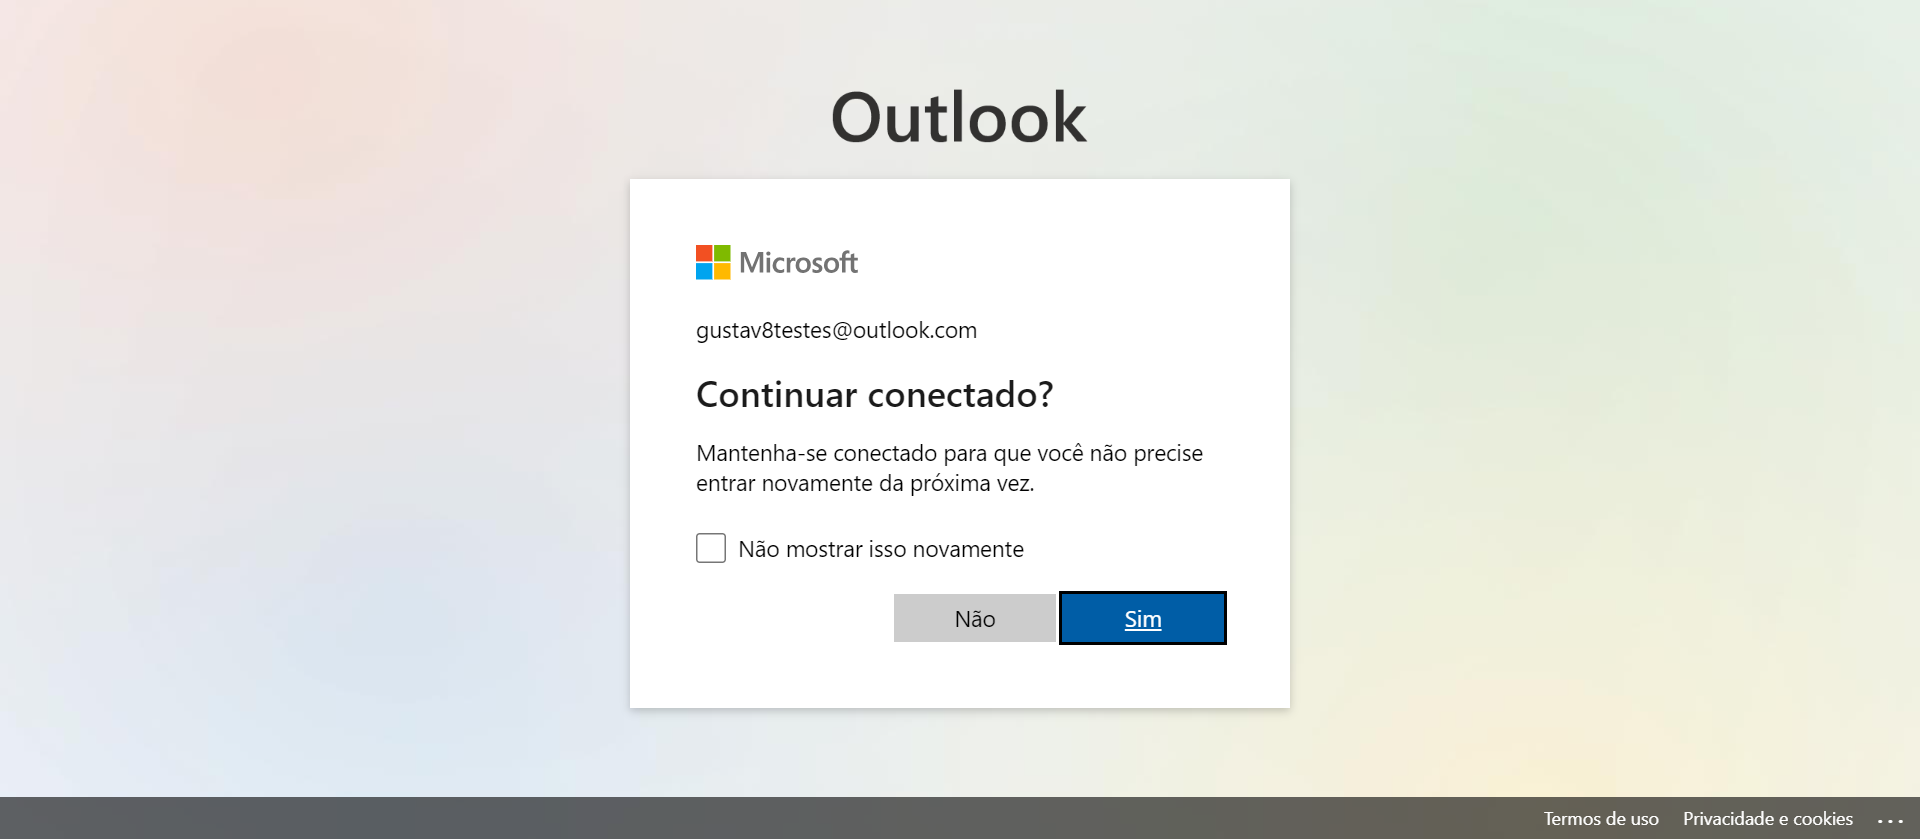 Outlook
Microsoft
gustav8testes@outlook.com
Continuar conectado?
Mantenha-se conectado para que você não precise
entrar novamente da próxima vez.
Não mostrar isso novamente
Não
Sim
Termos de uso
Privacidade e cookies
...